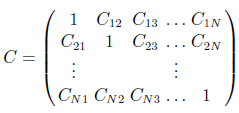 1 C12 C13 ... C1N
C21 1 C23 ... C2N
C =
⋮ ⋮
CN1 CN2 CN3 ... 1